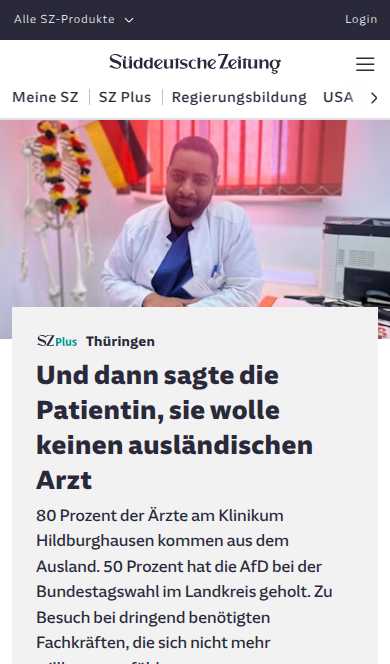 Alle SZ-Produkte
Login
Süddeutsche Zeitung
Meine SZ SZ Plus Regierungsbildung USA
SZ Plus Thüringen
Und dann sagte die
Patientin, sie wolle
keinen ausländischen
Arzt
80 Prozent der Ärzte am Klinikum
Hildburghausen kommen aus dem
Ausland. 50 Prozent hat die AfD bei der
Bundestagswahl im Landkreis geholt. Zu
Besuch bei dringend benötigten
Fachkräften, die sich nicht mehr